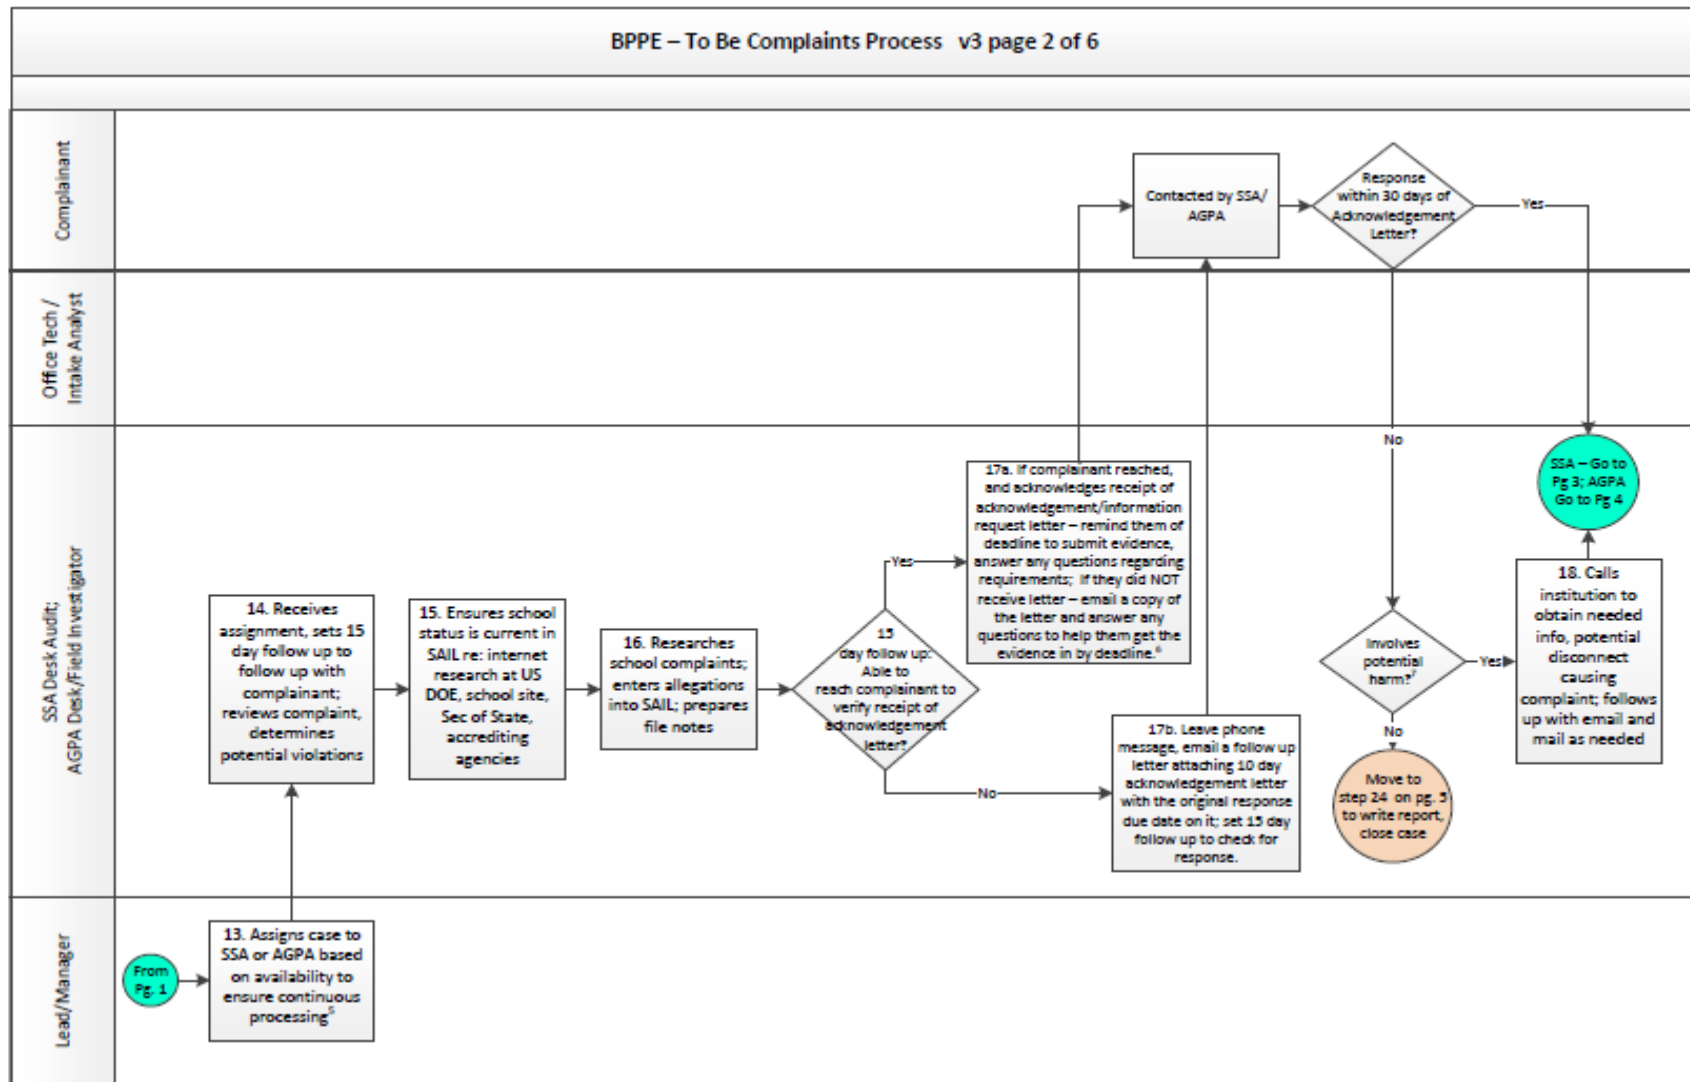 BPPE – To Be Complaints Process   v3 page 2 of 6
Complainant
Contacted by SSA/
AGPA
Response
within 30 days of
Acknowledgement
Letter?
Yes
Office Tech /
Intake Analyst
SSA Desk Audit;
AGPA Desk/Field Investigator
14. Receives
assignment, sets 15
day follow up to
follow up with
complainant;
reviews complaint,
determines
potential violations
15. Ensures school
status is current in
SAIL re: internet
research at US
DOE, school site,
Sec of State,
accrediting
agencies
16. Researches
school complaints;
enters allegations
into SAIL; prepares
file notes
15
day follow up:
Able to
reach complainant to
verify receipt of
acknowledgement
letter?
Yes
No
17a. If complainant reached,
and acknowledges receipt of
acknowledgement/information
request letter – remind them of
deadline to submit evidence,
answer any questions regarding
requirements;  If they did NOT
receive letter – email a copy of
the letter and answer any
questions to help them get the
evidence in by deadline.⁶
17b. Leave phone
message, email a follow up
letter attaching 10 day
acknowledgement letter
with the original response
due date on it; set 15 day
follow up to check for
response.
No
Involves
potential
harm?⁷
Yes
No
Move to
step 24  on pg. 5
to write report,
close case
SSA – Go to
Pg 3; AGPA
Go to Pg 4
18. Calls
institution to
obtain needed
info, potential
disconnect
causing
complaint; follows
up with email and
mail as needed
Lead/Manager
From
Pg. 1
13. Assigns case to
SSA or AGPA based
on availability to
ensure continuous
processing⁵